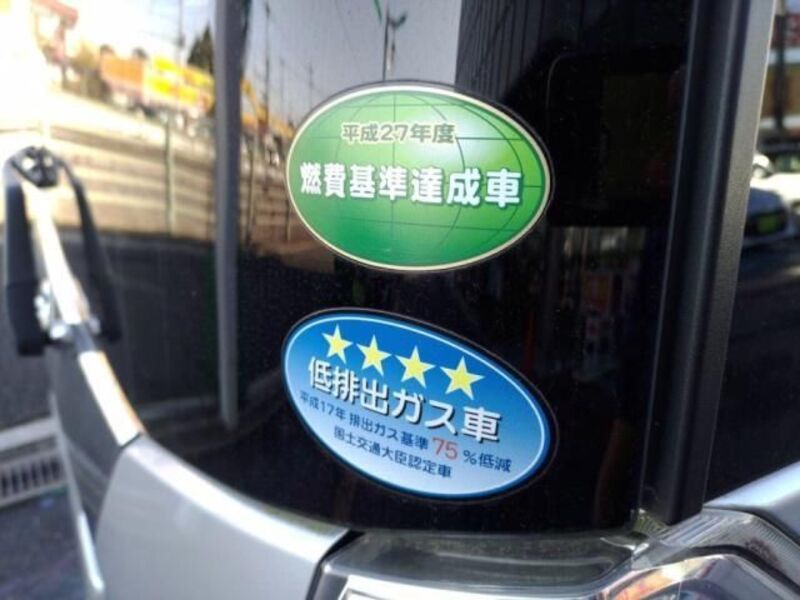 平成27年度
燃費基準達成車
低排出ガス車
平成17年 排出ガス基準 75 %低減
国土交通大臣認定車